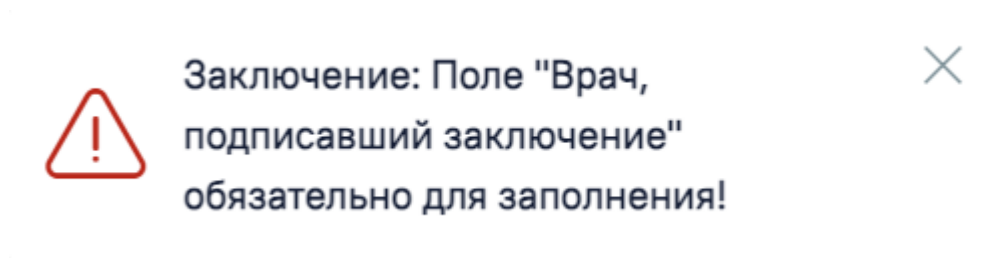 Заключение: Поле "Врач,
подписавший заключение"
обязательно для заполнения!